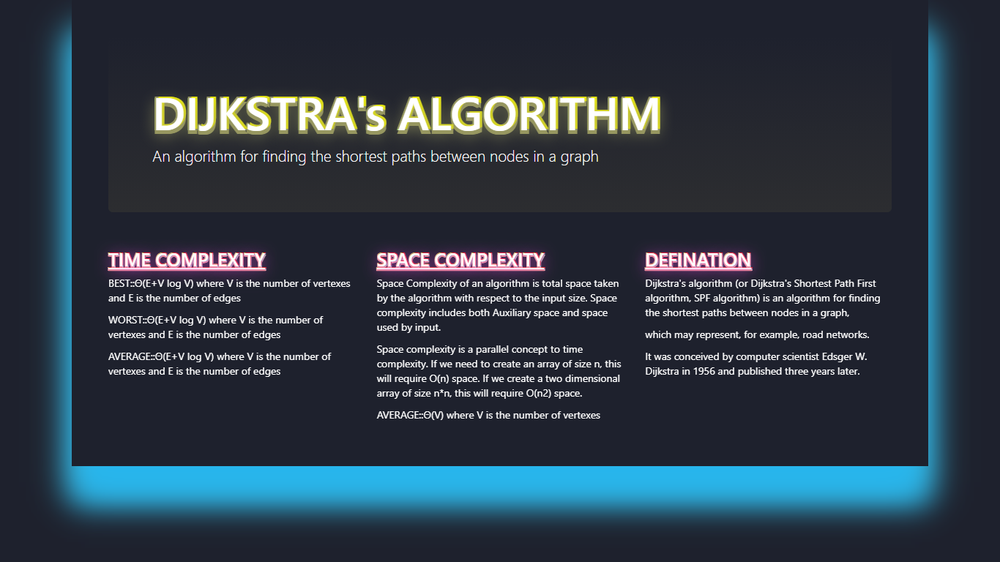 DIJKSTRA's ALGORITHM
An algorithm for finding the shortest paths between nodes in a graph
TIME COMPLEXITY
BEST::Θ(E+V log V) where V is the number of vertexes
and E is the number of edges
WORST::Θ(E+V log V) where V is the number of
vertexes and E is the number of edges
AVERAGE::Θ(E+V log V) where V is the number of
vertexes and E is the number of edges
SPACE COMPLEXITY
Space Complexity of an algorithm is total space taken
by the algorithm with respect to the input size. Space
complexity includes both Auxiliary space and space
used by input.
Space complexity is a parallel concept to time
complexity. If we need to create an array of size n, this
will require O(n) space. If we create a two dimensional
array of size n*n, this will require O(n2) space.
AVERAGE::Θ(V) where V is the number of vertexes
DEFINATION
Dijkstra's algorithm (or Dijkstra's Shortest Path First
algorithm, SPF algorithm) is an algorithm for finding
the shortest paths between nodes in a graph,
which may represent, for example, road networks.
It was conceived by computer scientist Edsger W.
Dijkstra in 1956 and published three years later.